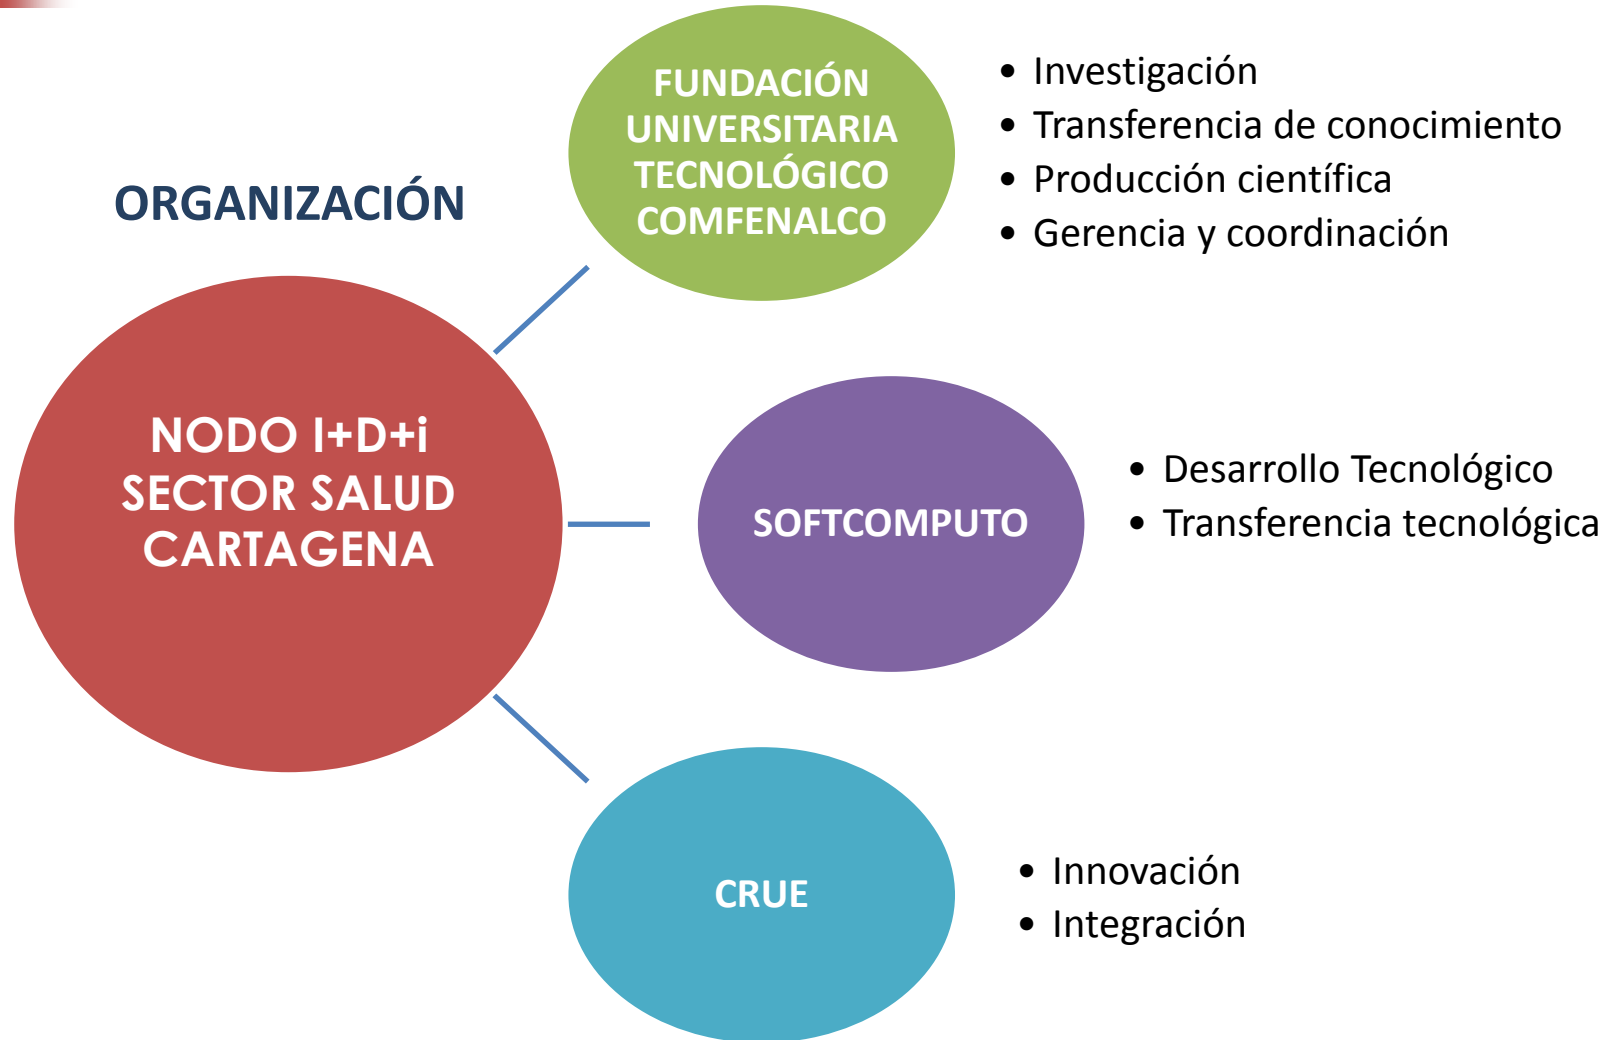 ORGANIZACIÓN
NODO I+D+i
SECTOR SALUD
CARTAGENA
FUNDACIÓN
UNIVERSITARIA
TECNOLÓGICO
COMFENALCO
• Investigación
• Transferencia de conocimiento
• Producción científica
• Gerencia y coordinación
SOFTCOMPUTO
• Desarrollo Tecnológico
• Transferencia tecnológica
CRUE
• Innovación
• Integración